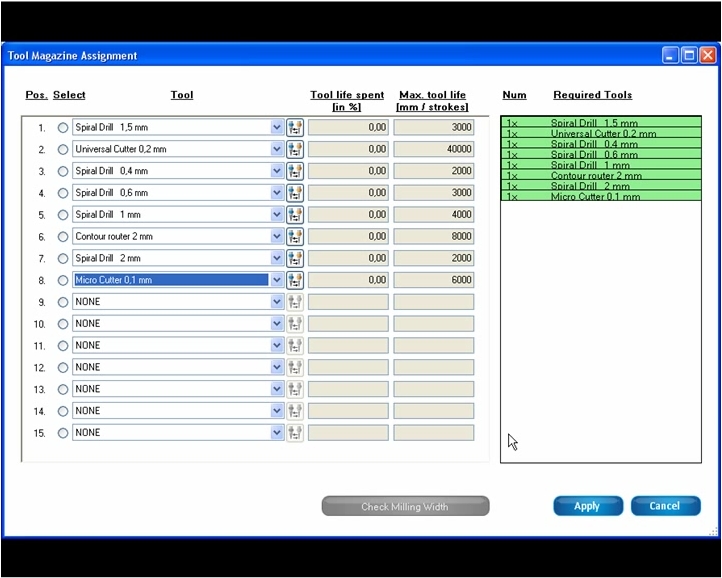 Tool Magazine Assignment
Pos. Select Tool Tool life spent [in %] Max. tool life [mm / strokes] Num Required Tools
1. Spiral Drill 1,5 mm 0,00 3000
2. Universal Cutter 0,2 mm 0,00 40000
3. Spiral Drill 0,4 mm 0,00 2000
4. Spiral Drill 0,6 mm 0,00 3000
5. Spiral Drill 1 mm 0,00 4000
6. Contour router 2 mm 0,00 8000
7. Spiral Drill 2 mm 0,00 2000
8. Micro Cutter 0,1 mm 0,00 6000
9. NONE
10. NONE
11. NONE
12. NONE
13. NONE
14. NONE
15. NONE
1x Spiral Drill 1.5 mm
1x Universal Cutter 0.2 mm
1x Spiral Drill 0.4 mm
1x Spiral Drill 0.6 mm
1x Spiral Drill 1 mm
1x Contour router 2 mm
1x Spiral Drill 2 mm
1x Micro Cutter 0.1 mm
Check Milling Width Apply Cancel